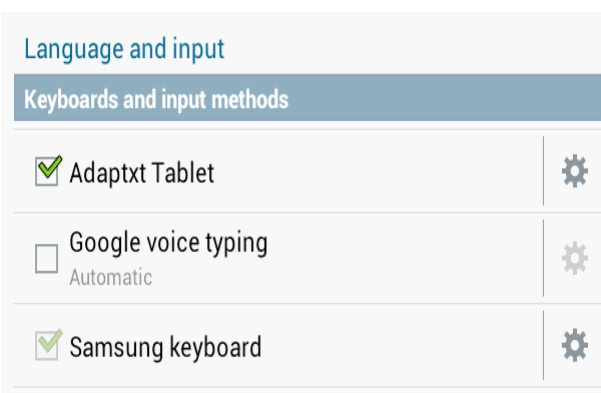 Language and input
Keyboards and input methods
Adaptxt Tablet
Google voice typing
Automatic
Samsung keyboard